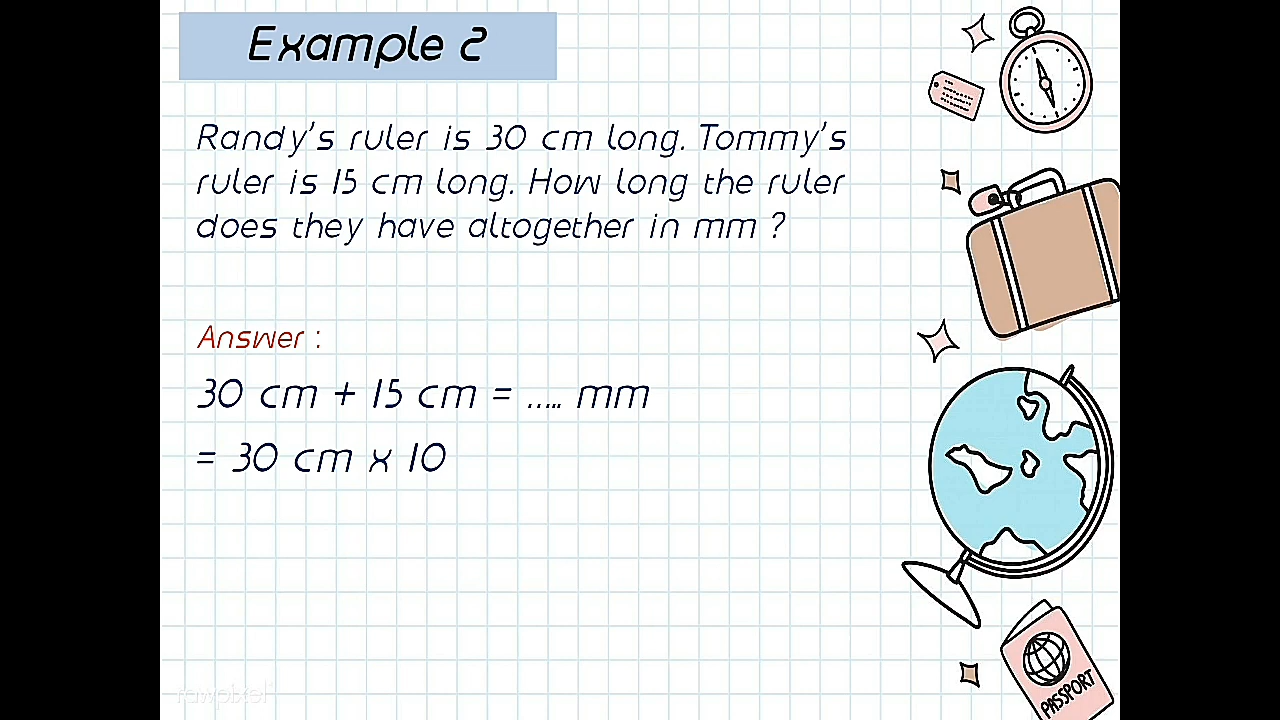 Example 2
Randy's ruler is 30 cm long. Tommy's
ruler is 15 cm long. How long the ruler
does they have altogether in mm ?
Answer :
30 cm + 15 cm = ..... mm
= 30 cm x 10
PASSPORT
rawpixel